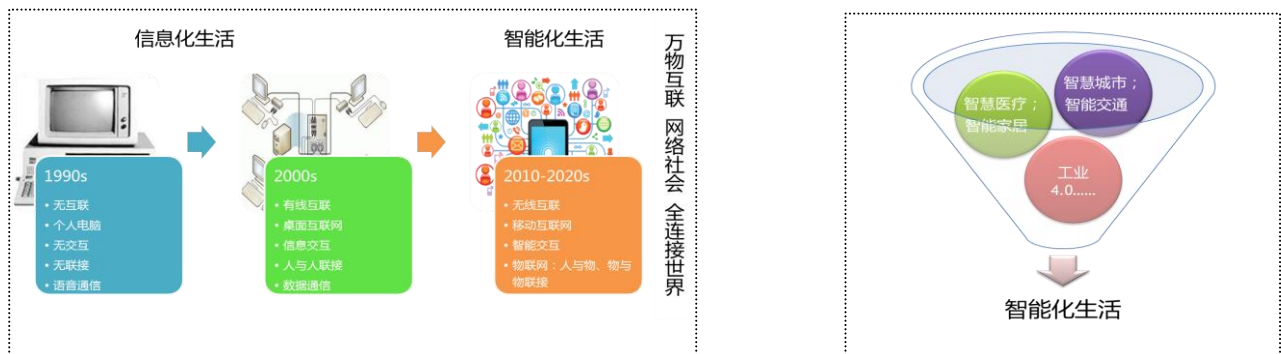 信息化生活
智能化生活
1990s
• 无互联
• 个人电脑
• 无交互
• 无联接
• 语音通信
2000s
• 有线互联
• 桌面互联网
• 信息交互
• 人与人联接
• 数据通信
2010-2020s
• 无线互联
• 移动互联网
• 智能交互
• 物联网：人与物、物与
物联接
万物互联 网络社会 全连接世界
智慧医疗；
智能家居
智慧城市；
智能交通
工业
4.0......
智能化生活